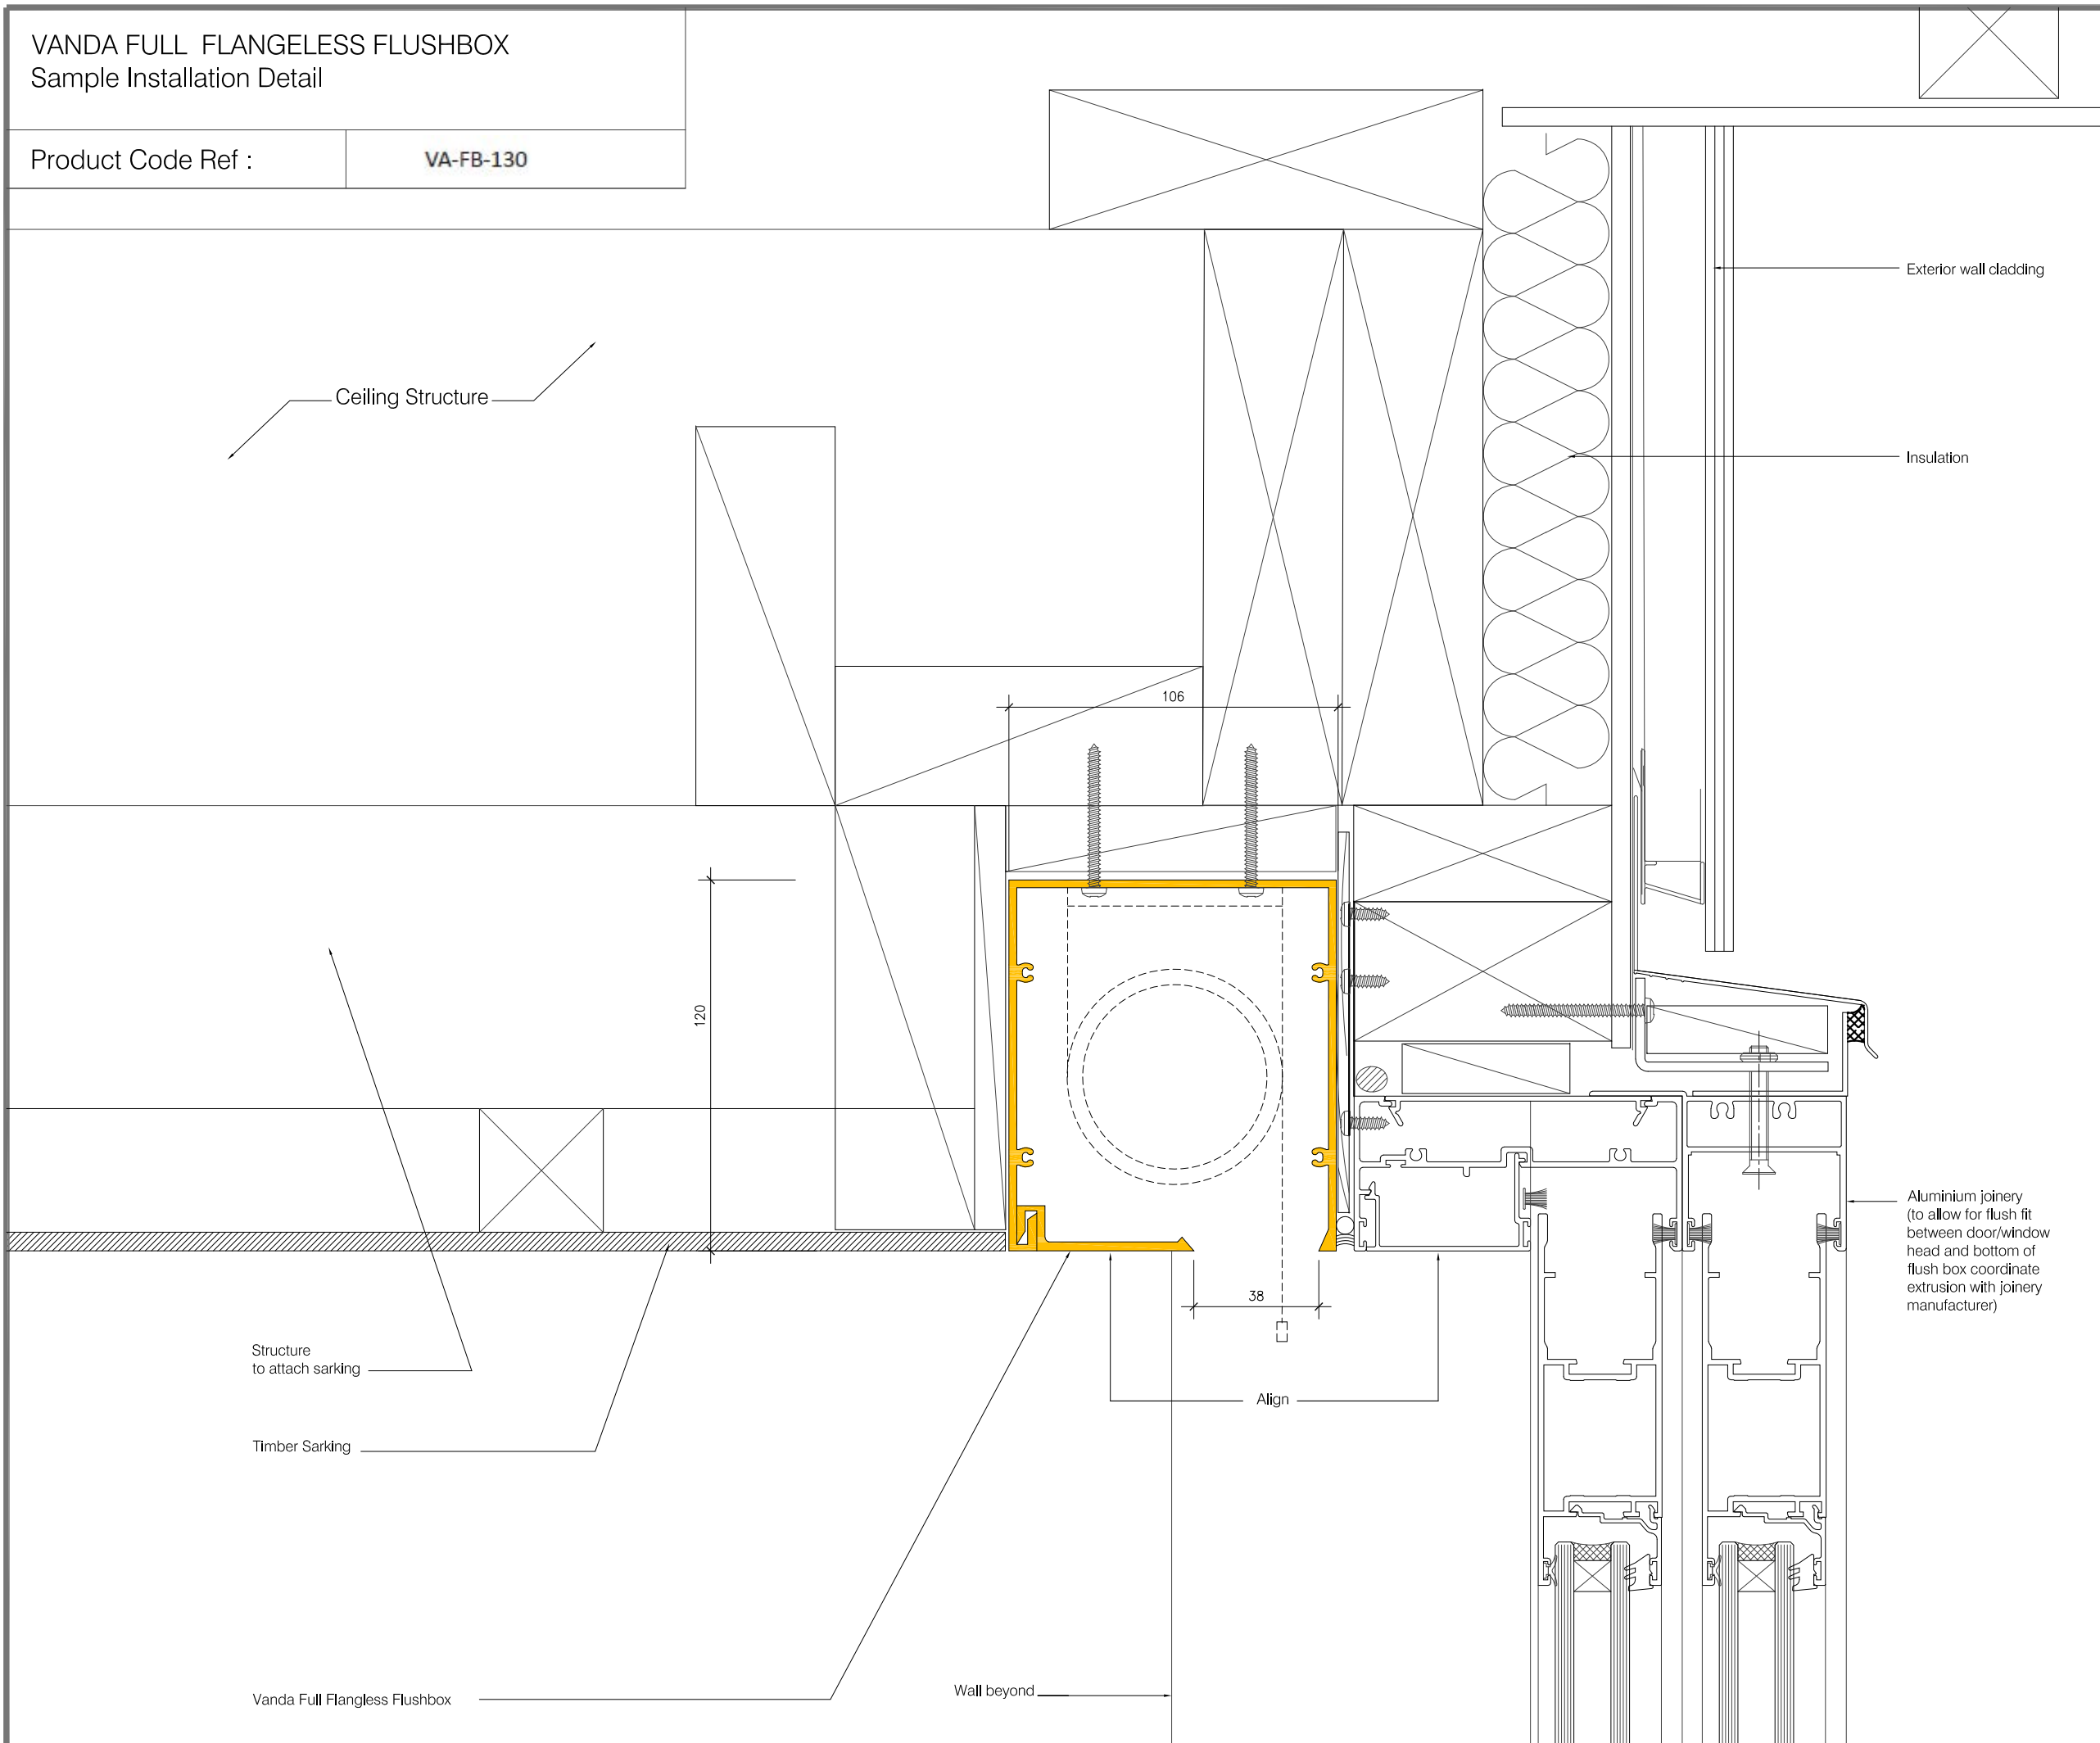 VANDA FULL FLANGELESS FLUSHBOX
Sample Installation Detail
Product Code Ref :
VA-FB-130
Exterior wall cladding
Ceiling Structure
Insulation
106
120
Aluminium joinery
(to allow for flush fit
between door/window
head and bottom of
flush box coordinate
extrusion with joinery
manufacturer)
38
Structure
to attach sarking
Align
Timber Sarking
Wall beyond
Vanda Full Flangless Flushbox